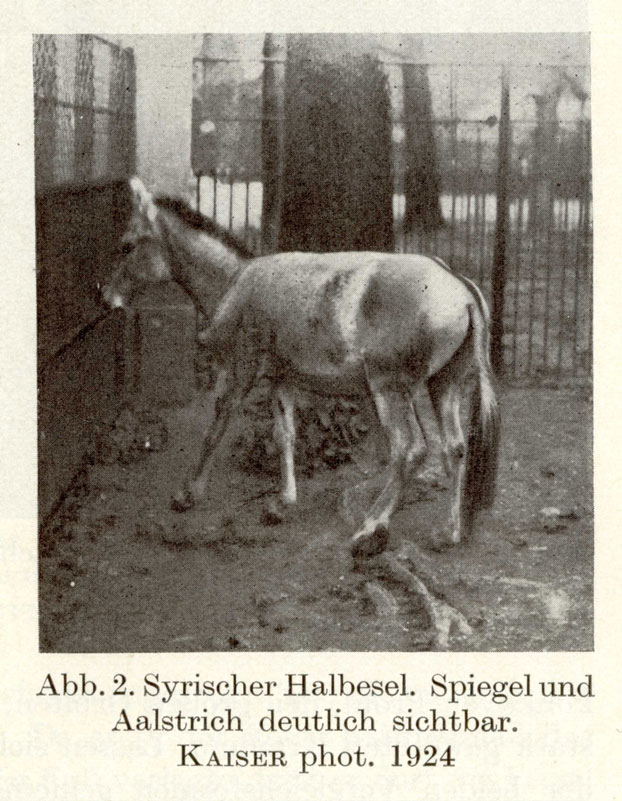 Abb. 2. Syrischer Halbesel. Spiegel und
Aalstrich deutlich sichtbar.
KAISER phot. 1924